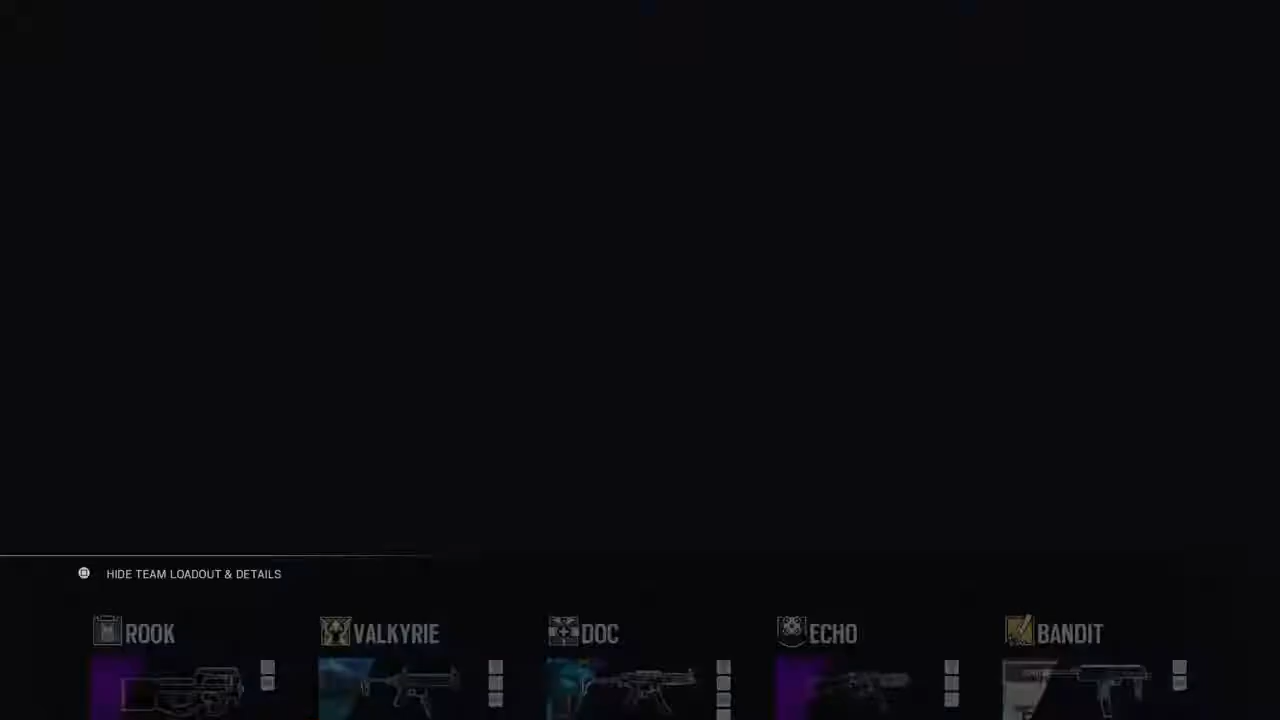 HIDE TEAM LOADOUT & DETAILS
ROOK
VALKYRIE
DOC
ECHO
BANDIT